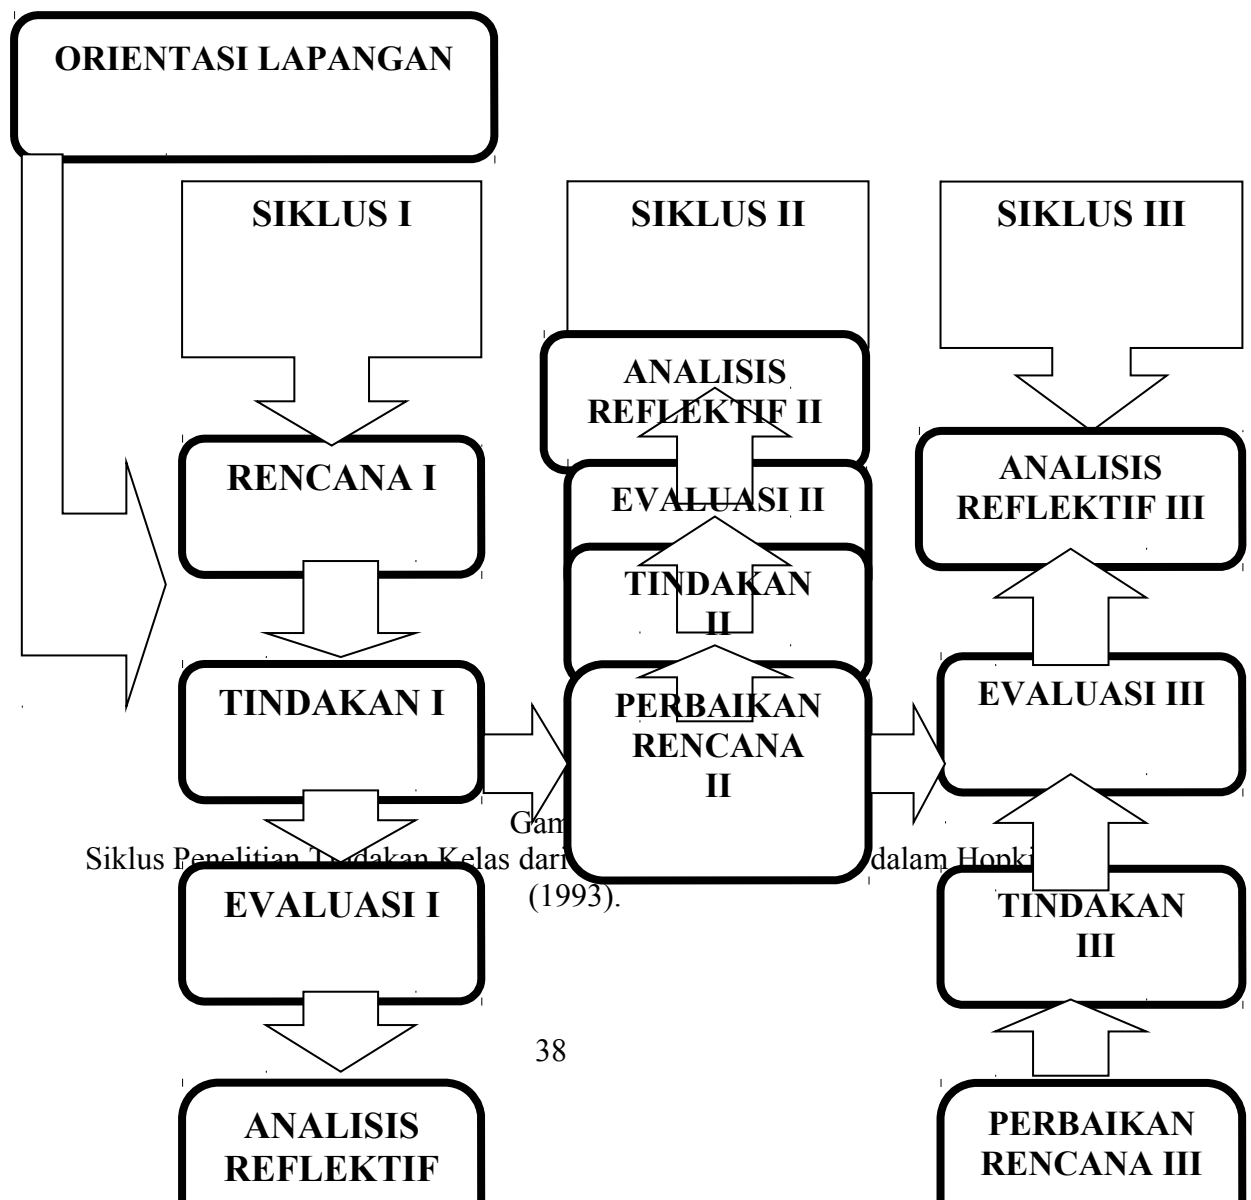 ORIENTASI LAPANGAN
SIKLUS I
SIKLUS II
SIKLUS III
RENCANA I
TINDAKAN I
EVALUASI I
ANALISIS
REFLEKTIF
ANALISIS
REFLEKTIF II
EVALUASI II
TINDAKAN
II
PERBAIKAN
RENCANA
II
ANALISIS
REFLEKTIF III
EVALUASI III
TINDAKAN
III
PERBAIKAN
RENCANA III
Siklus Penelitian Tindakan Kelas dari dalam
(1993).
38